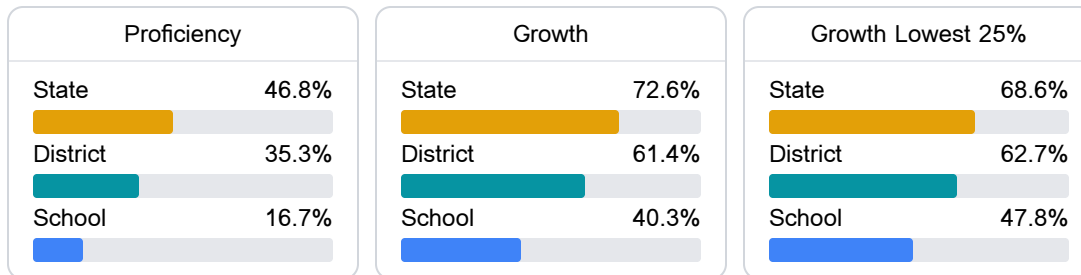 Proficiency
State 46.8%
District 35.3%
School 16.7%
Growth
State 72.6%
District 61.4%
School 40.3%
Growth Lowest 25%
State 68.6%
District 62.7%
School 47.8%